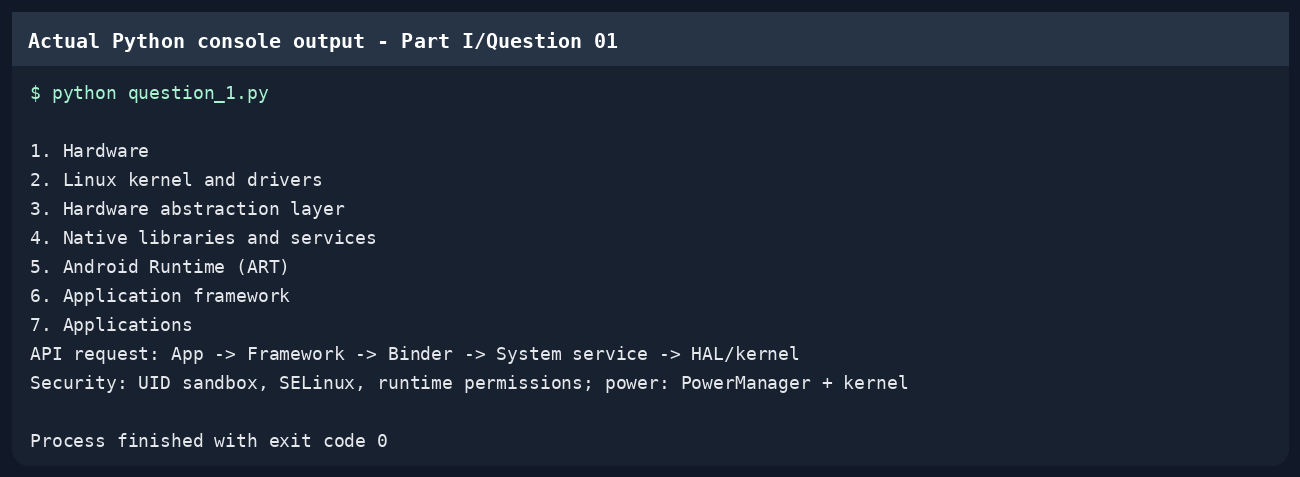 Actual Python console output - Part I/Question 01
$ python question_1.py
1. Hardware
2. Linux kernel and drivers
3. Hardware abstraction layer
4. Native libraries and services
5. Android Runtime (ART)
6. Application framework
7. Applications
API request: App -> Framework -> Binder -> System service -> HAL/kernel
Security: UID sandbox, SELinux, runtime permissions; power: PowerManager + kernel
Process finished with exit code 0